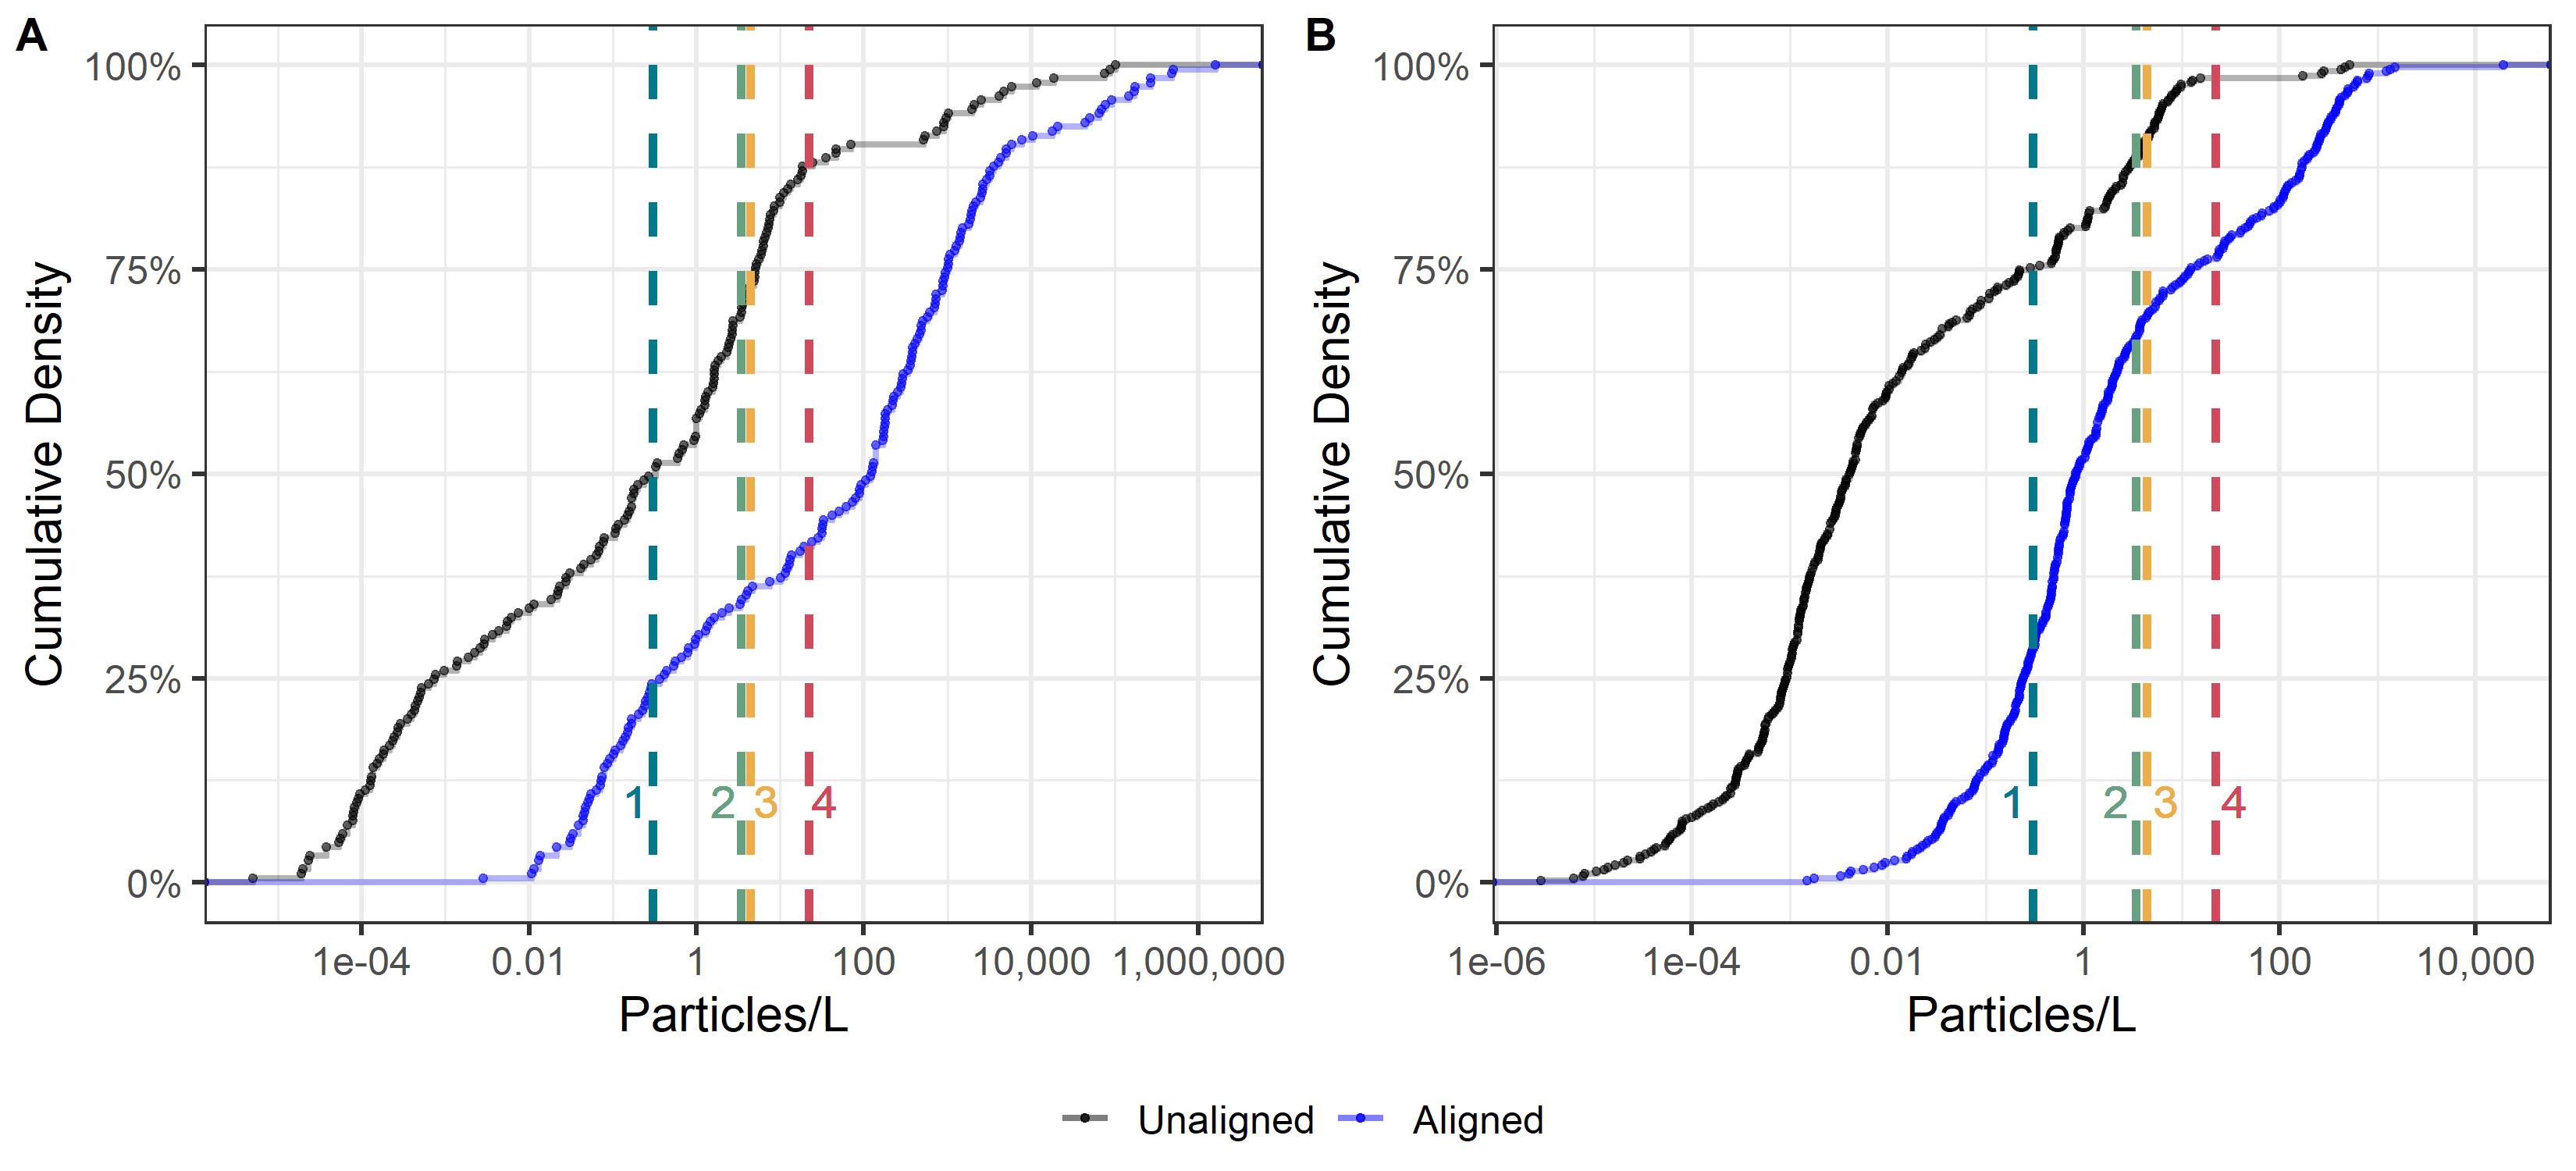 A
B
100%
75%
50%
25%
0%
Cumulative Density
1
2
3
4
1e-04
0.01
1
100
10,000
1,000,000
Particles/L
100%
75%
50%
25%
0%
Cumulative Density
1
2
3
4
1e-06
1e-04
0.01
1
100
10,000
Particles/L
Unaligned
Aligned